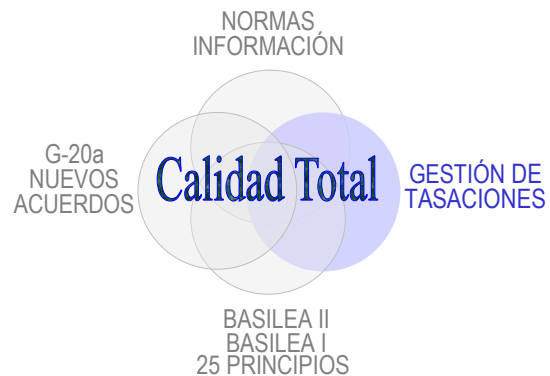 NORMAS
INFORMACIÓN
G-20a
NUEVOS
ACUERDOS
Calidad Total
GESTIÓN DE
TASACIONES
BASILEA II
BASILEA I
25 PRINCIPIOS